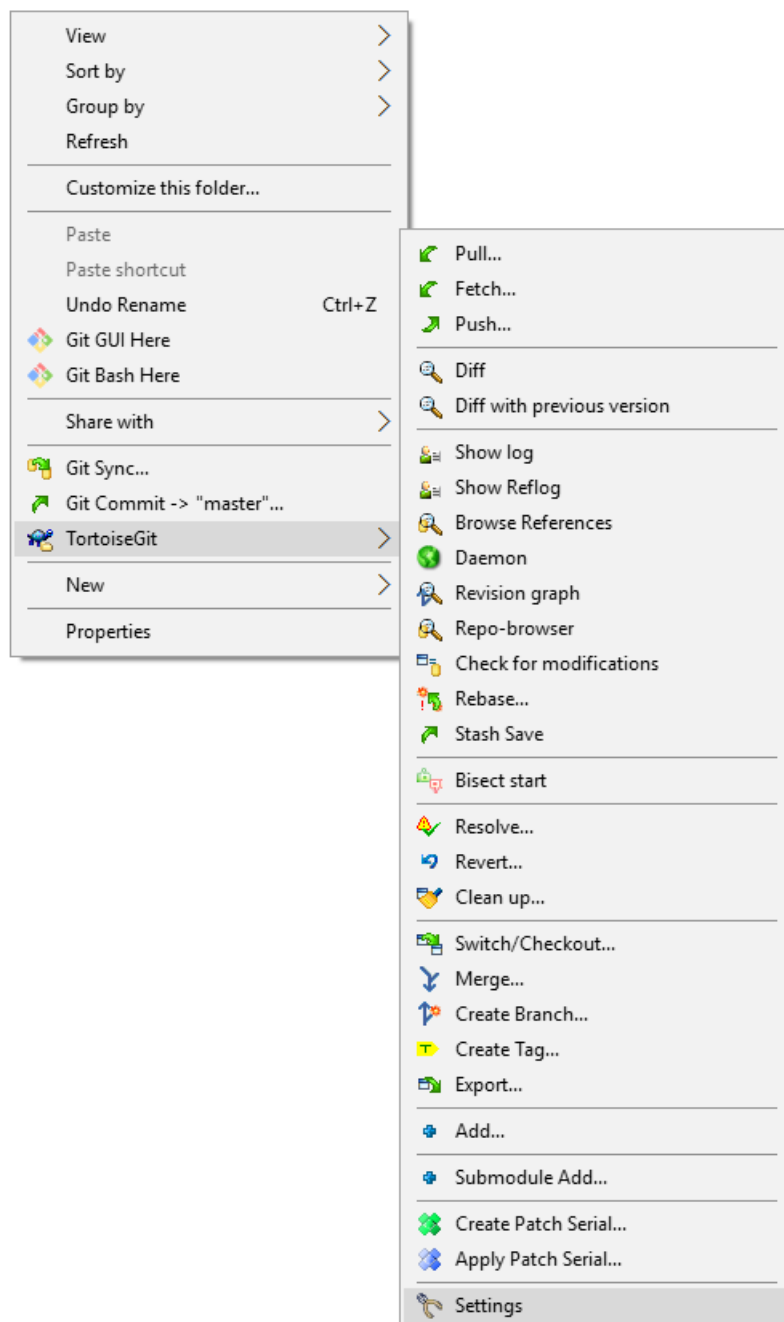 View
Sort by
Group by
Refresh
Customize this folder...
Paste
Paste shortcut
Undo Rename Ctrl+Z
Git GUI Here
Git Bash Here
Share with
Git Sync...
Git Commit -> "master"...
TortoiseGit
New
Properties
Pull...
Fetch...
Push...
Diff
Diff with previous version
Show log
Show Reflog
Browse References
Daemon
Revision graph
Repo-browser
Check for modifications
Rebase...
Stash Save
Bisect start
Resolve...
Revert...
Clean up...
Switch/Checkout...
Merge...
Create Branch...
Create Tag...
Export...
Add...
Submodule Add...
Create Patch Serial...
Apply Patch Serial...
Settings